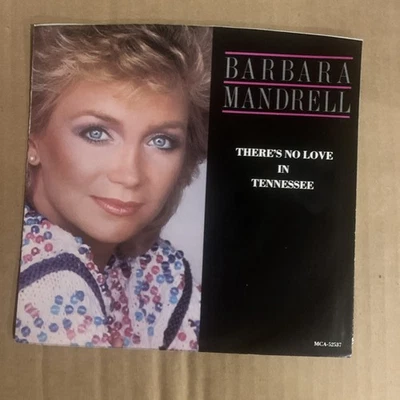 BARBARA
MANDRELL
THERE'S NO LOVE
IN
TENNESSEE
MCA-52537